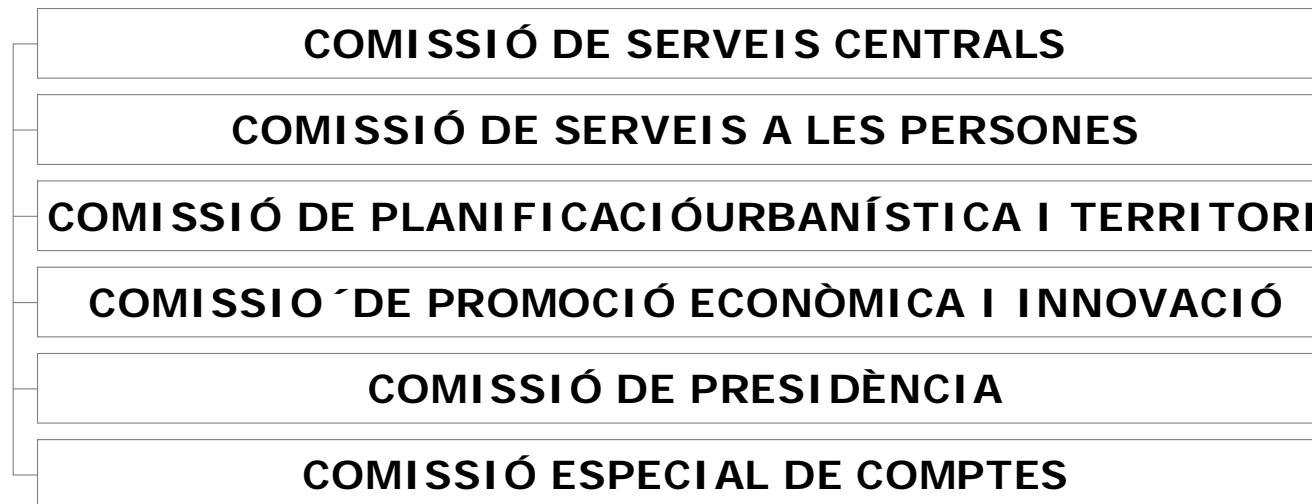 COMISSIÓ DE SERVEIS CENTRALS
COMISSIÓ DE SERVEIS A LES PERSONES
COMISSIÓ DE PLANIFICACIÓURBANÍSTICA I TERRITORI
COMISSIO ´DE PROMOCIÓ ECONÒMICA I INNOVACIÓ
COMISSIÓ DE PRESIDÈNCIA
COMISSIÓ ESPECIAL DE COMPTES